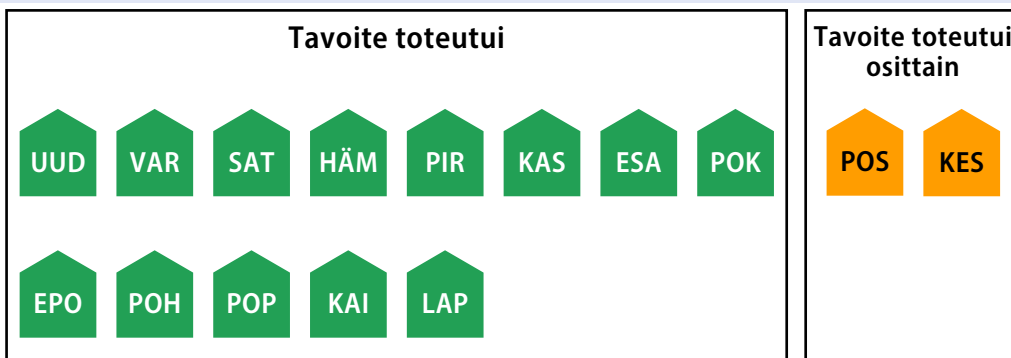 Tavoite toteutui
UUD VAR SAT HÄM PIR KAS ESA POK
EPO POH POP KAI LAP
Tavoite toteutui
osittain
POS KES